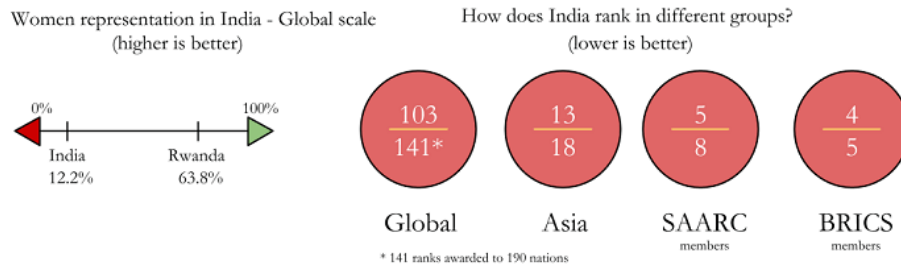 Women representation in India - Global scale
(higher is better)
0%
100%
India
12.2%
Rwanda
63.8%
How does India rank in different groups?
(lower is better)
103
141*
Global
13
18
Asia
5
8
SAARC
members
4
5
BRICS
members
* 141 ranks awarded to 190 nations